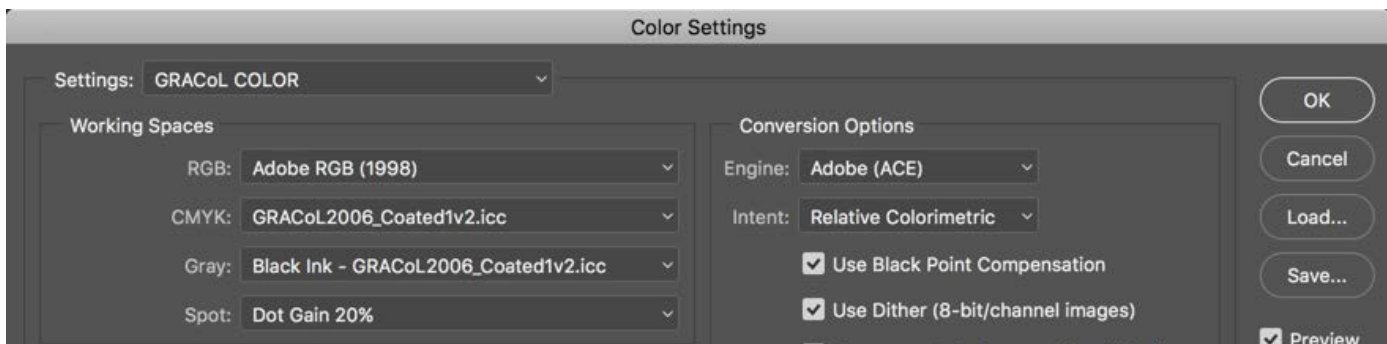 Color Settings
Settings: GRACoL COLOR
Working Spaces
RGB: Adobe RGB (1998)
CMYK: GRACoL2006_Coated1v2.icc
Gray: Black Ink - GRACoL2006_Coated1v2.icc
Spot: Dot Gain 20%
Conversion Options
Engine: Adobe (ACE)
Intent: Relative Colorimetric
Use Black Point Compensation
Use Dither (8-bit/channel images)
OK
Cancel
Load...
Save...
Preview